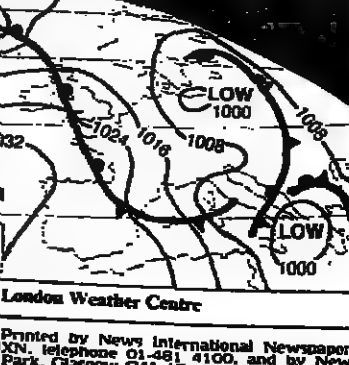 LOW
1000
1008
1024
1016
1008
032
LOW
1000
London Weather Centre
Printed by News International Newspaper
XN. telephone 01-481 4100, and by New
Park, Glasgow